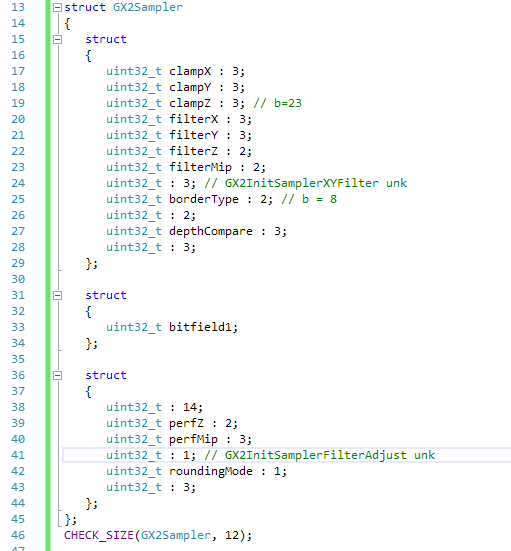 13 struct GX2Sampler
14 {
15 struct
16 {
17 uint32_t clampX : 3;
18 uint32_t clampY : 3;
19 uint32_t clampZ : 3; // b=23
20 uint32_t filterX : 3;
21 uint32_t filterY : 3;
22 uint32_t filterZ : 2;
23 uint32_t filterMip : 2;
24 uint32_t : 3; // GX2InitSamplerXYFilter unk
25 uint32_t borderType : 2; // b = 8
26 uint32_t : 2;
27 uint32_t depthCompare : 3;
28 uint32_t : 3;
29 };
30
31 struct
32 {
33 uint32_t bitfield1;
34 };
35
36 struct
37 {
38 uint32_t : 14;
39 uint32_t perfZ : 2;
40 uint32_t perfMip : 3;
41 uint32_t : 1; // GX2InitSamplerFilterAdjust unk
42 uint32_t roundingMode : 1;
43 uint32_t : 3;
44 };
45 };
46 CHECK_SIZE(GX2Sampler, 12);